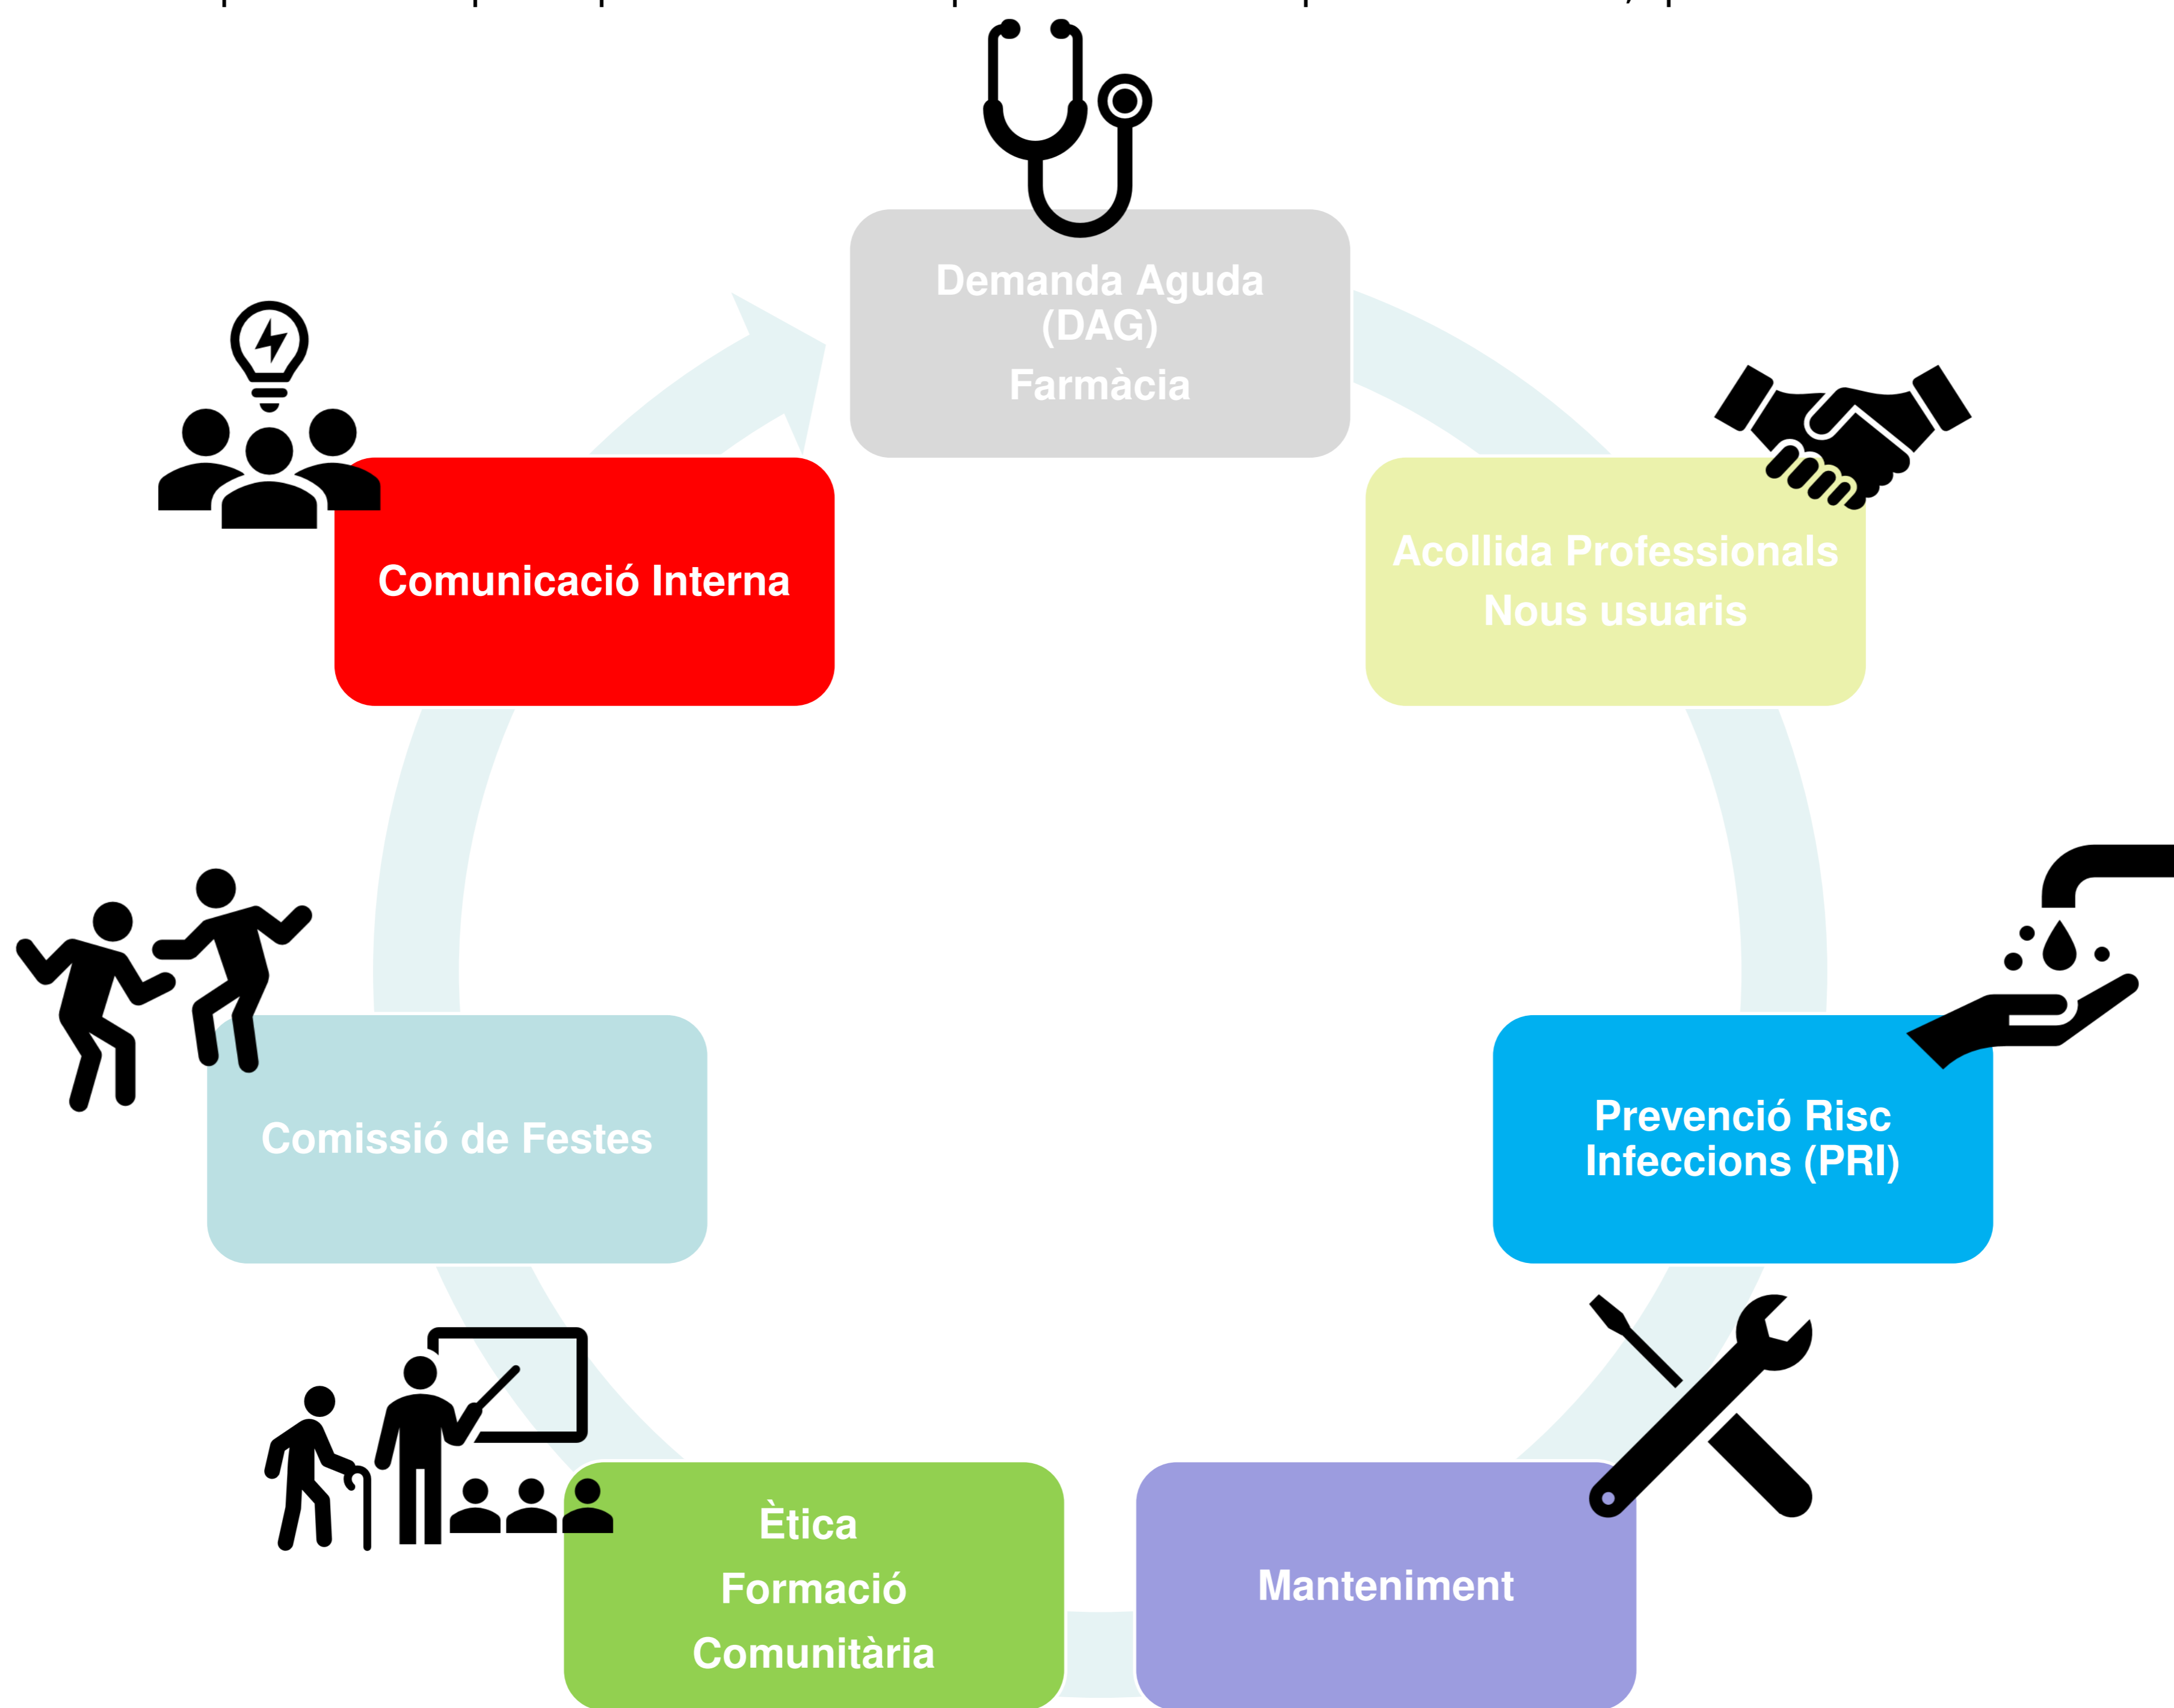 Demanda Aguda
(DAG)
Farmàcia
Acollida Professionals
Nous usuaris
Prevenció Risc
Infeccions (PRI)
Manteniment
Ètica
Formació
Comunitària
Comissió de Festes
Comunicació Interna